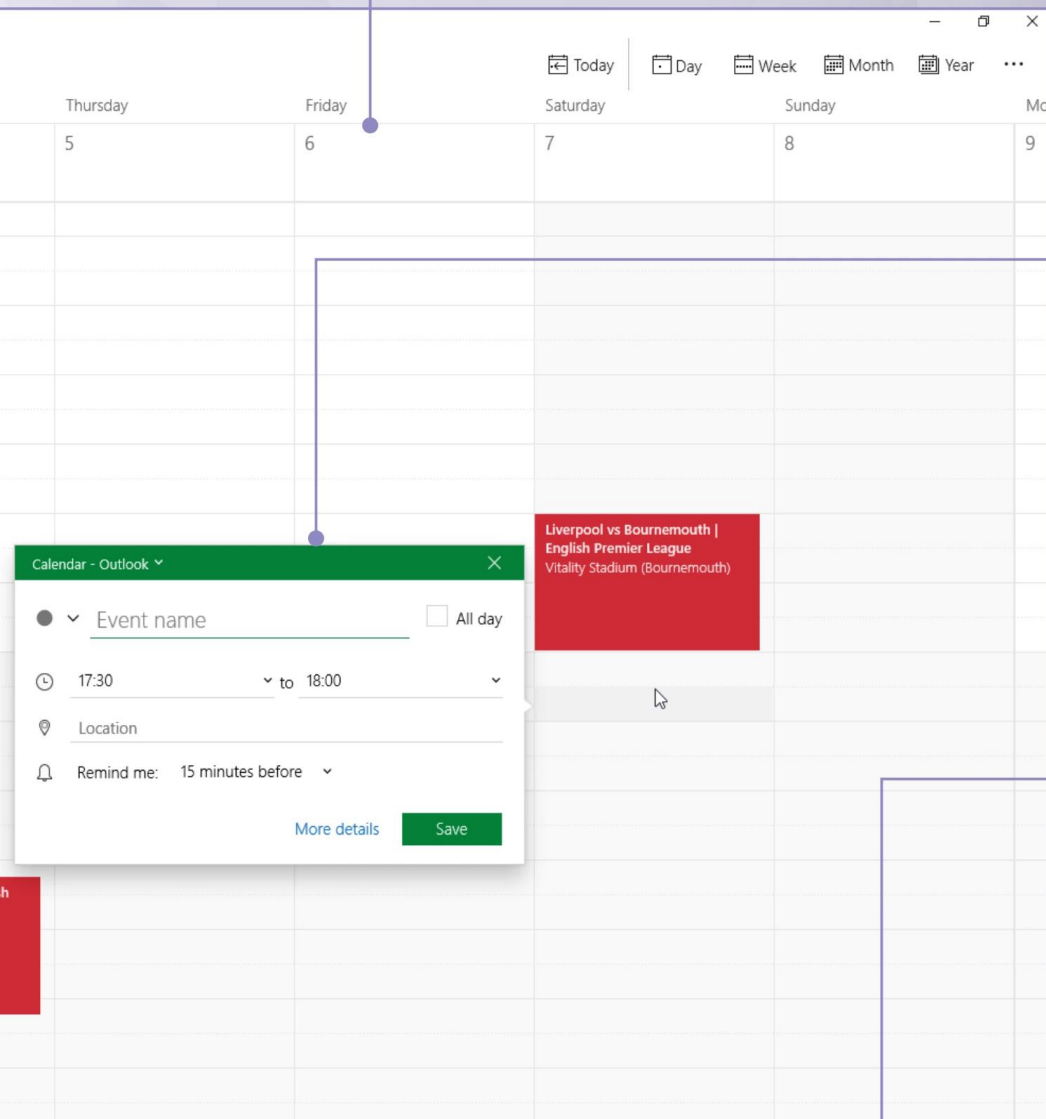 Today
Day
Week
Month
Year
Thursday
Friday
Saturday
Sunday
Mo
5
6
7
8
9
Liverpool vs Bournemouth |
English Premier League
Vitality Stadium (Bournemouth)
Calendar - Outlook
Event name
All day
17:30 to 18:00
Location
Remind me: 15 minutes before
More details
Save
sh